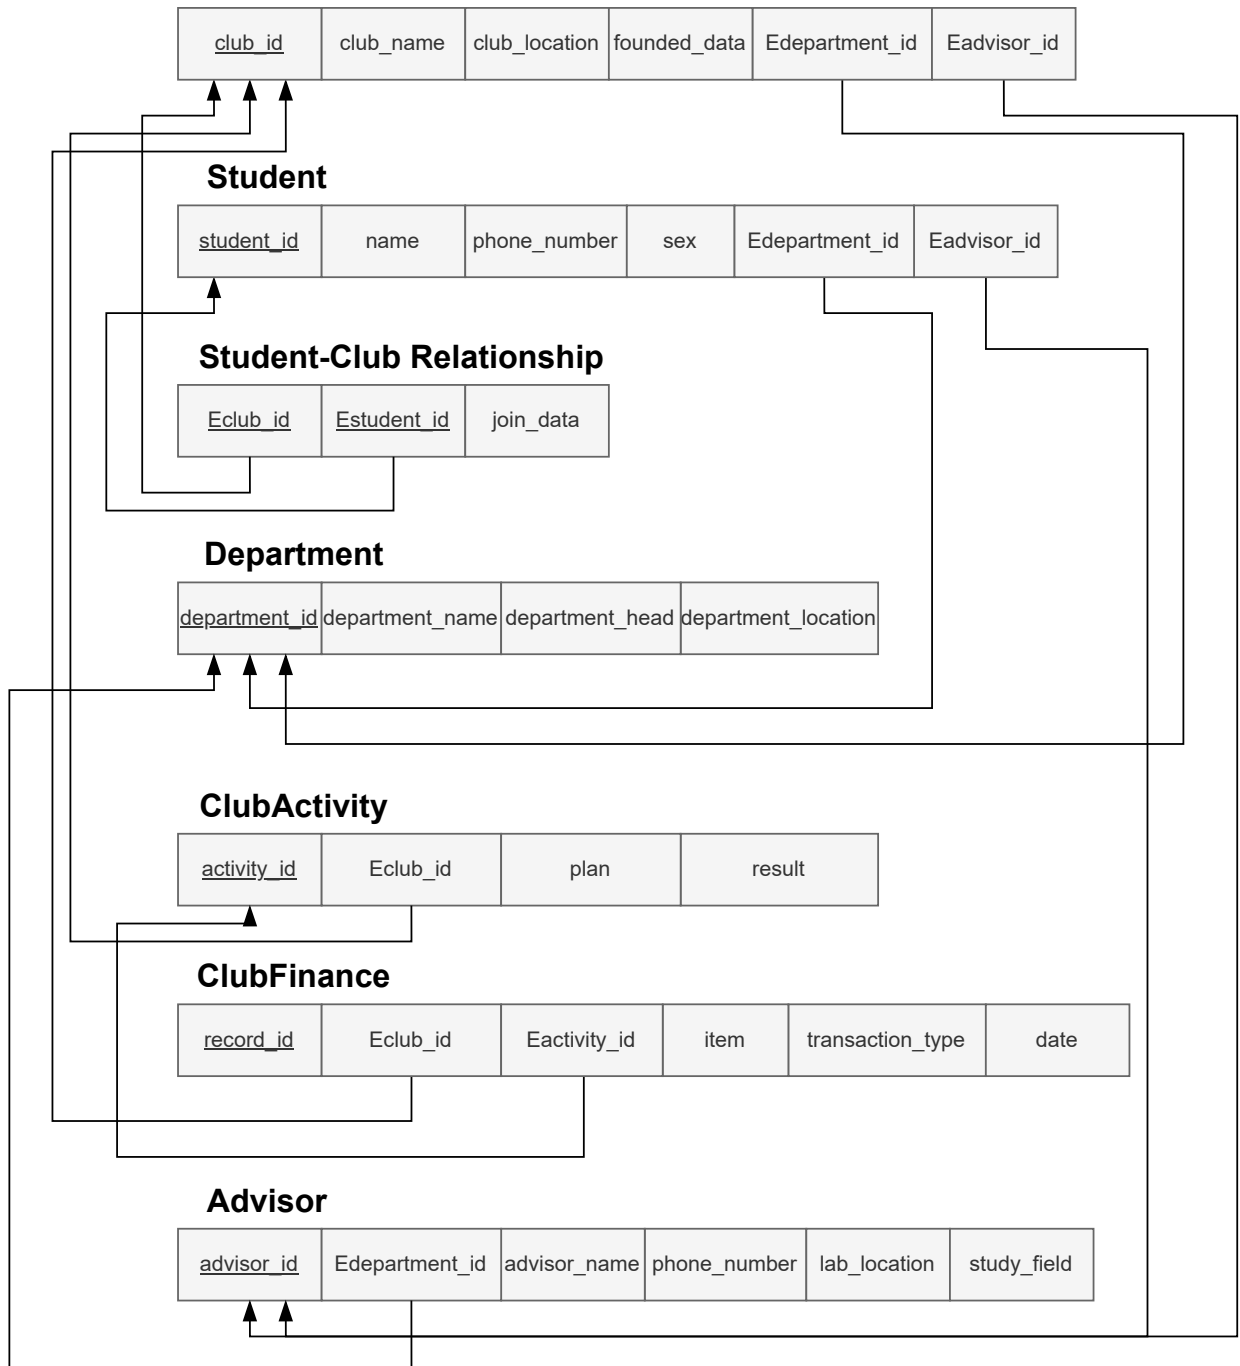 club_id club_name club_location founded_data Edepartment_id Eadvisor_id
Student
student_id name phone_number sex Edepartment_id Eadvisor_id
Student-Club Relationship
Eclub_id Estudent_id join_data
Department
department_id department_name department_head department_location
ClubActivity
activity_id Eclub_id plan result
ClubFinance
record_id Eclub_id Eactivity_id item transaction_type date
Advisor
advisor_id Edepartment_id advisor_name phone_number lab_location study_field